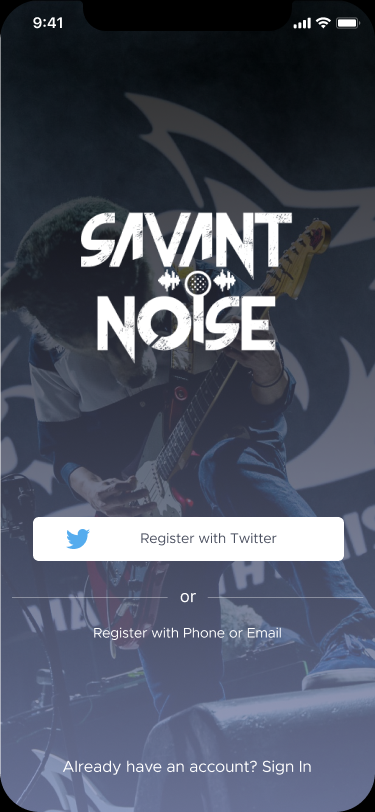 9:41
SAVANT
NOISE
Register with Twitter
or
Register with Phone or Email
Already have an account? Sign In